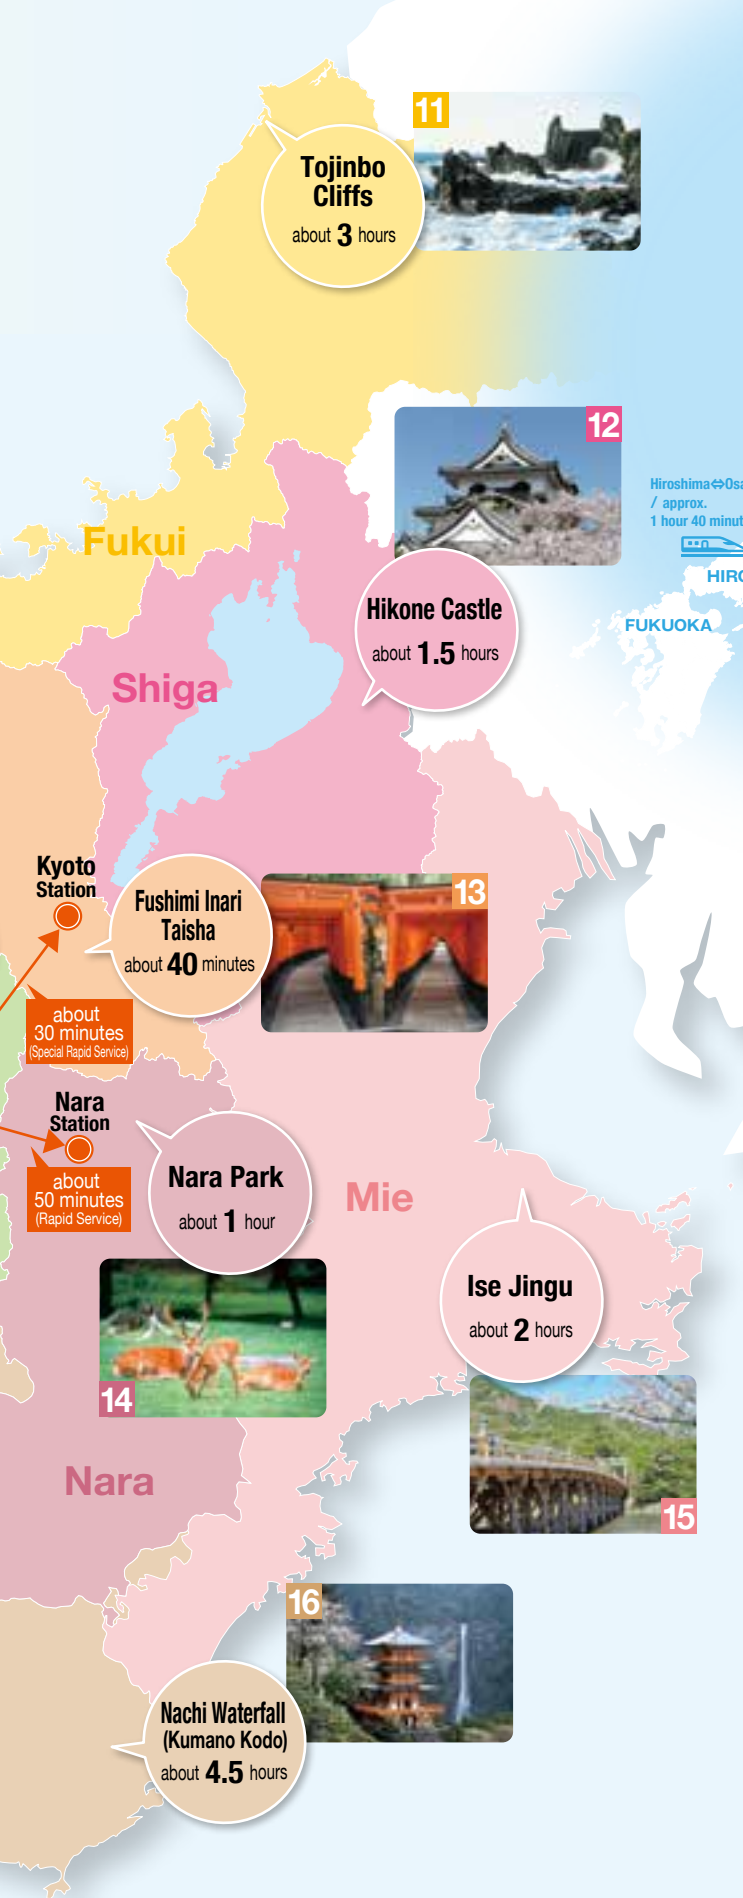 11
Tojinbo
Cliffs
about 3 hours
12
Hiroshima⇔Osa
/ approx.
1 hour 40 minut
HIRO
FUKUOKA
Fukui
Hikone Castle
about 1.5 hours
Shiga
Kyoto
Station
Fushimi Inari
Taisha
about 40 minutes
13
about
30 minutes
(Special Rapid Service)
Nara
Station
about
50 minutes
(Rapid Service)
Nara Park
about 1 hour
Mie
Ise Jingu
about 2 hours
14
Nara
15
16
Nachi Waterfall
(Kumano Kodo)
about 4.5 hours